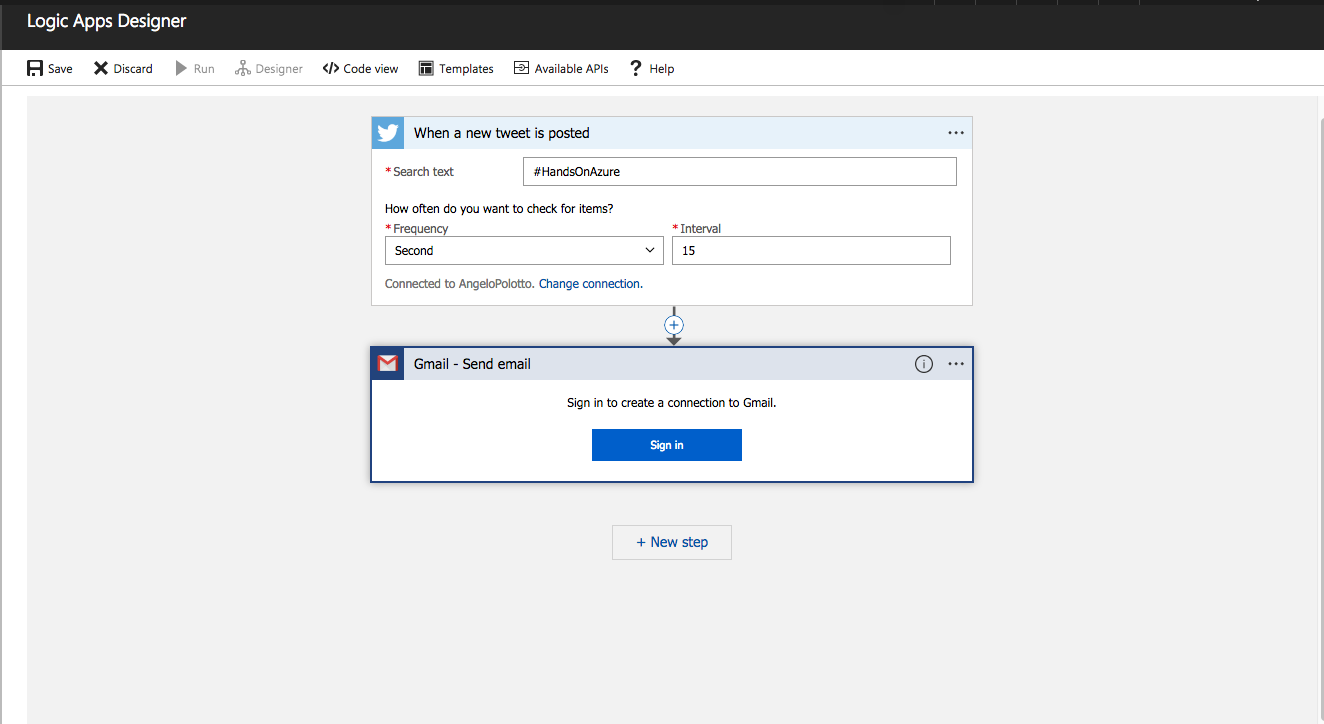 Logic Apps Designer
Save Discard Run Designer </> Code view Templates Available APIs ? Help
When a new tweet is posted ...
* Search text #HandsOnAzure
How often do you want to check for items?
* Frequency * Interval
Second 15
Connected to AngeloPolotto. Change connection.
+
Gmail - Send email i ...
Sign in to create a connection to Gmail.
Sign in
+ New step